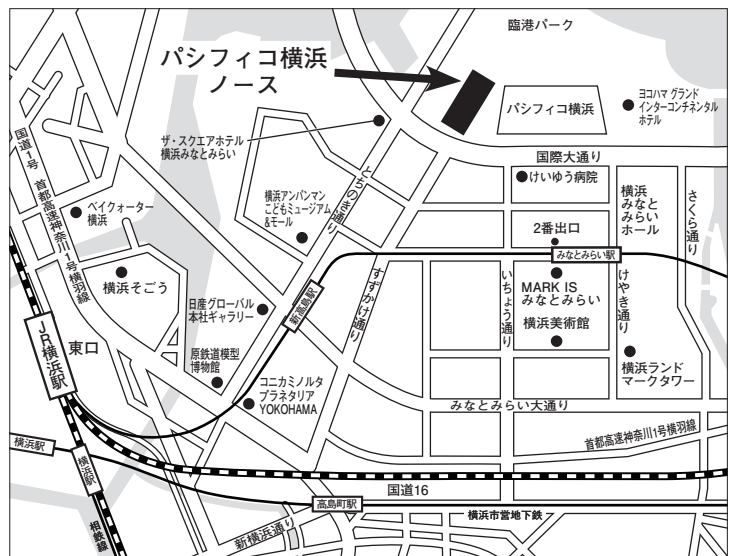 臨港パーク
パシフィコ横浜
ノース
パシフィコ横浜
ヨコハマ グランド
インターコンチネンタル
ホテル
ザ・スクエアホテル
横浜みなとみらい
国際大通り
とちのき通り
けいゆう病院
横浜
みなと
みらい
ホール
さくら通り
国道1号
首都高速神奈川1号横羽線
ベイクォーター
横浜
横浜アンパンマン
こどもミュージアム
&モール
2番出口
みなとみらい駅
横浜そごう
すずかけ通り
いちょう通り
MARK IS
みなとみらい
けやき通り
日産グローバル
本社ギャラリー
新高島駅
横浜美術館
JR横浜駅
東口
原鉄道模型
博物館
横浜ランド
マークタワー
コニカミノルタ
プラネタリア
YOKOHAMA
みなとみらい大通り
首都高速神奈川1号横羽線
横浜駅
横浜駅
国道16
高島町駅
横浜市営地下鉄
新横浜通り
相鉄線